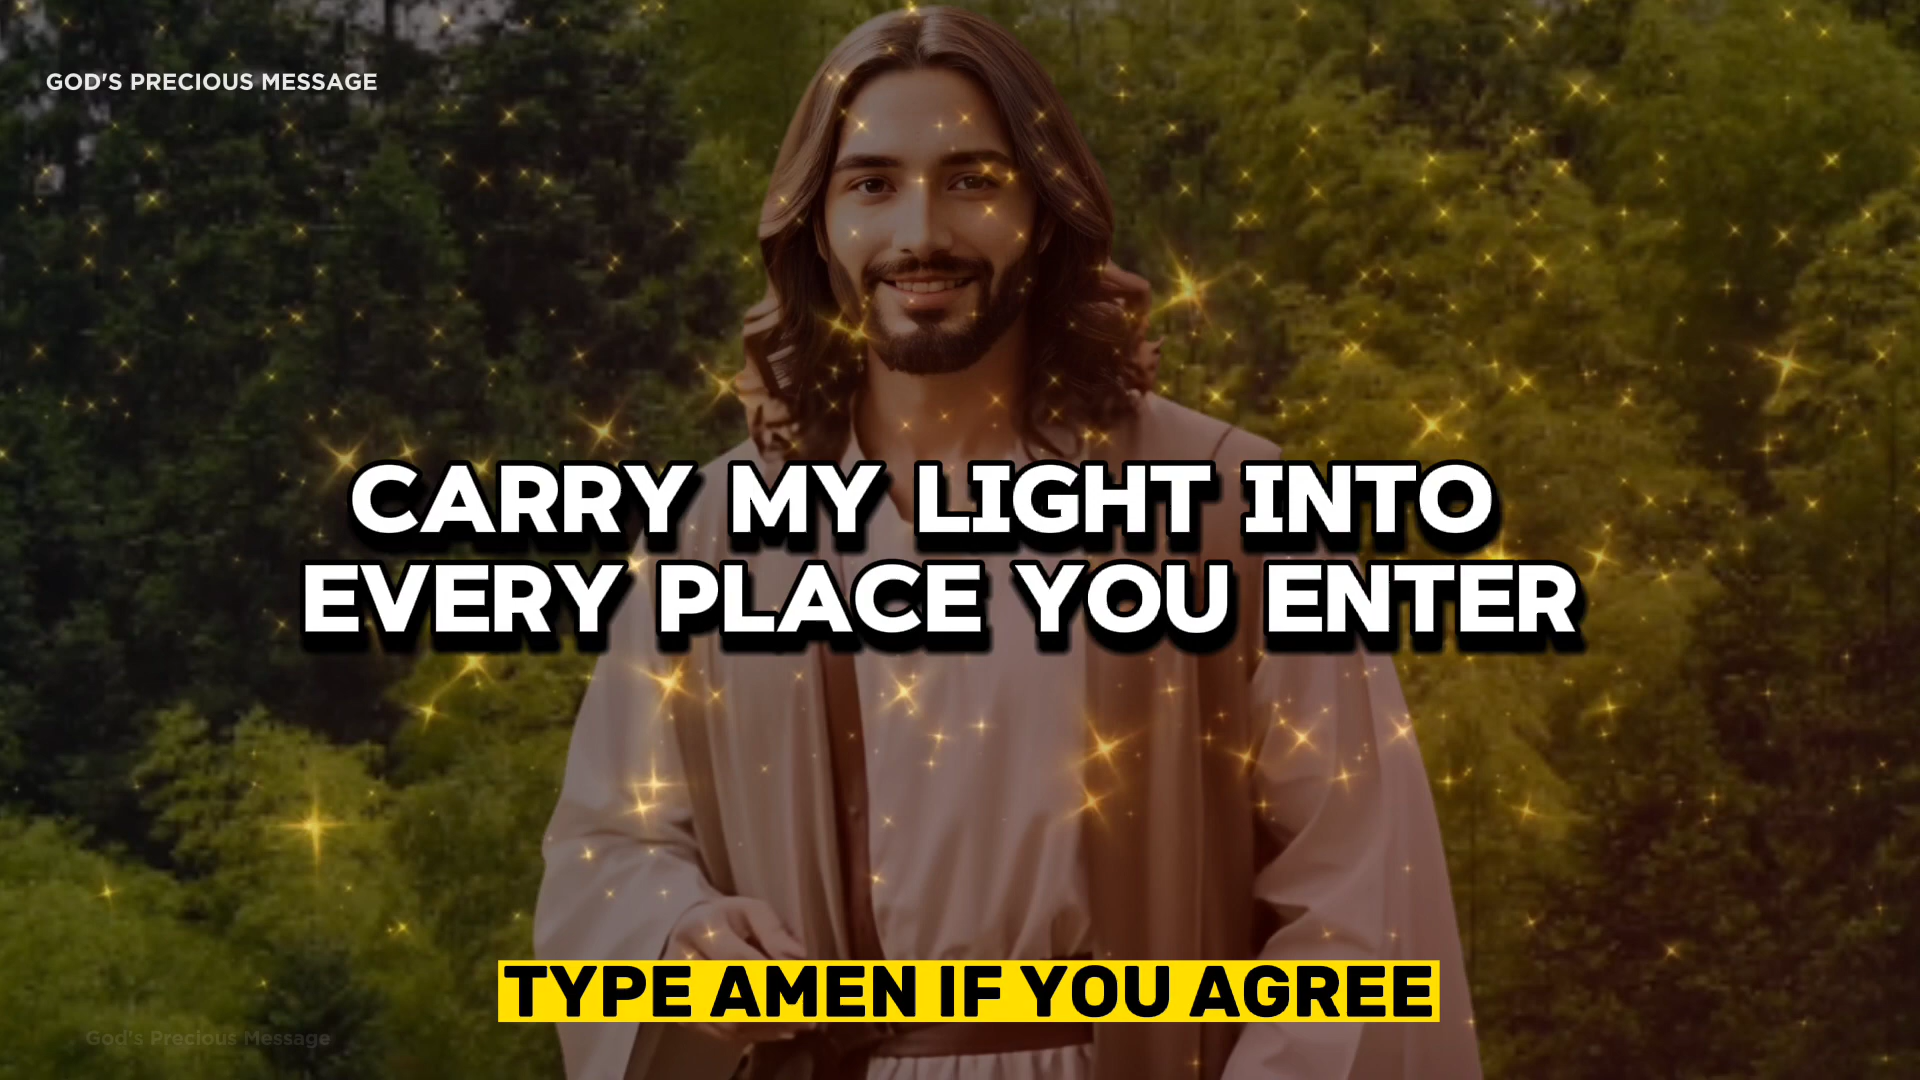 GOD'S PRECIOUS MESSAGE
CARRY MY LIGHT INTO
EVERY PLACE YOU ENTER
TYPE AMEN IF YOU AGREE
God's Precious Message